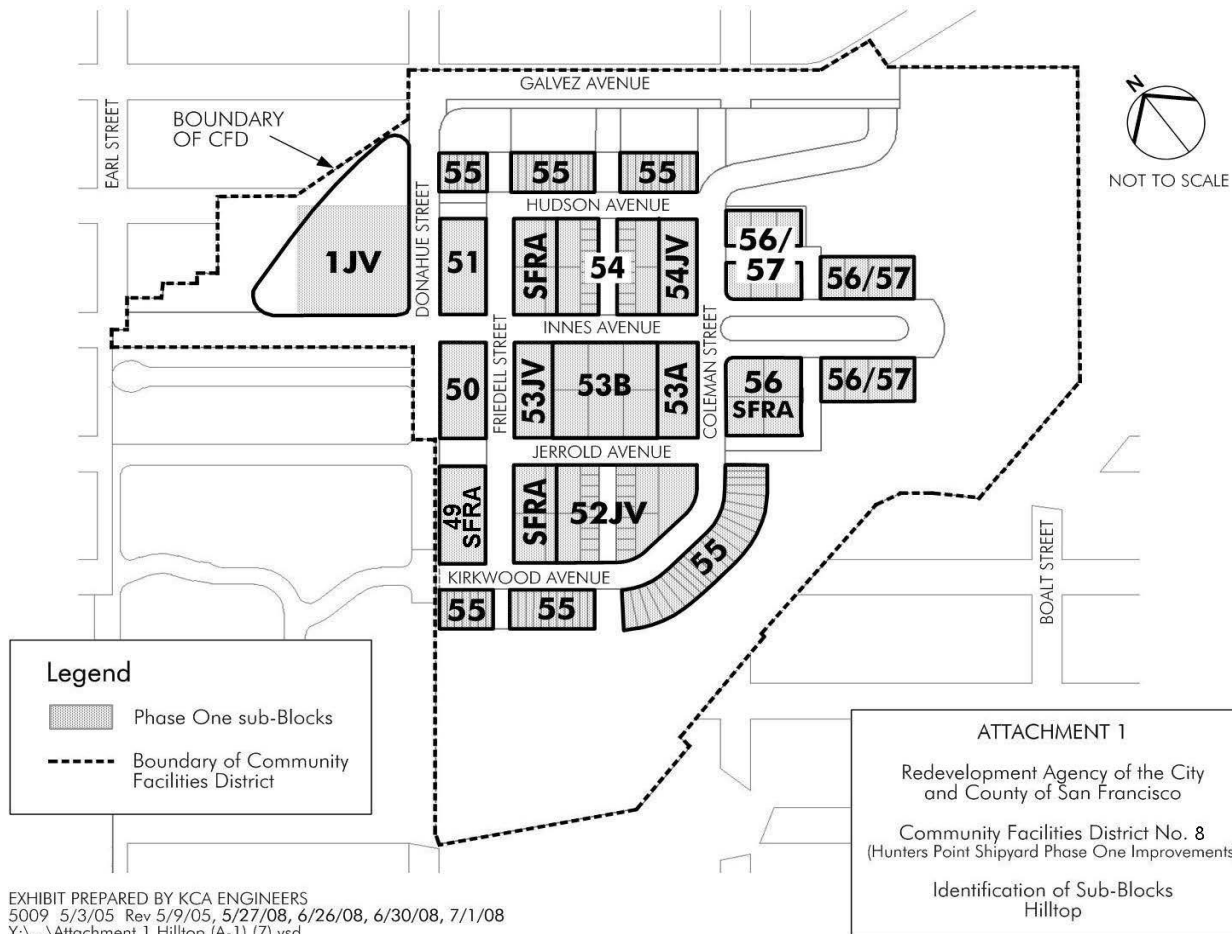 GALVEZ AVENUE
EARL STREET
BOUNDARY
OF CFD
N
NOT TO SCALE
DONAHUE STREET
55
55
55
HUDSON AVENUE
1JV
51
SFRA
54
54JV
56/
57
56/57
INNES AVENUE
FRIEDELL STREET
COLEMAN STREET
50
53JV
53B
53A
56
SFRA
56/57
JERROLD AVENUE
49
SFRA
SFRA
52JV
55
KIRKWOOD AVENUE
55
55
BOALT STREET
Legend
Phase One sub-Blocks
Boundary of Community
Facilities District
ATTACHMENT 1
Redevelopment Agency of the City
and County of San Francisco
Community Facilities District No. 8
(Hunters Point Shipyard Phase One Improvements
Identification of Sub-Blocks
Hilltop
EXHIBIT PREPARED BY KCA ENGINEERS
5009 5/3/05 Rev 5/9/05, 5/27/08, 6/26/08, 6/30/08, 7/1/08
Y:\...\Attachment 1 Hilltop (A-1) (7).vsd